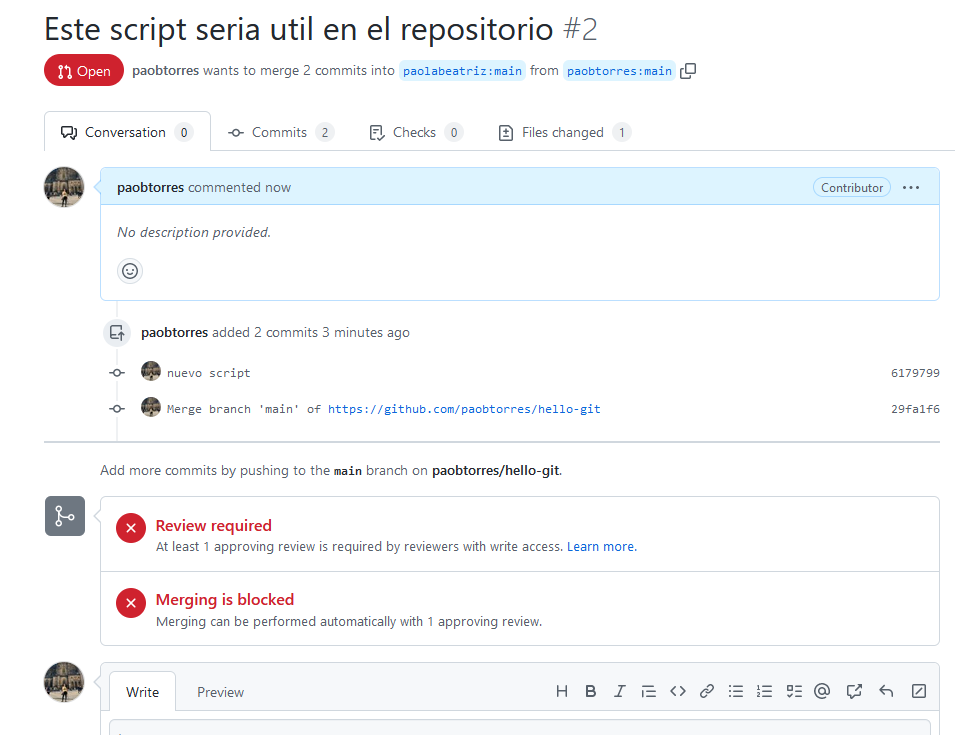 Este script seria util en el repositorio #2
Open paobtorres wants to merge 2 commits into paolabeatriz:main from paobtorres:main
Conversation 0 Commits 2 Checks 0 Files changed 1
paobtorres commented now Contributor ...
No description provided.
paobtorres added 2 commits 3 minutes ago
nuevo script 6179799
Merge branch 'main' of https://github.com/paobtorres/hello-git 29fa1f6
Add more commits by pushing to the main branch on paobtorres/hello-git.
Review required
At least 1 approving review is required by reviewers with write access. Learn more.
Merging is blocked
Merging can be performed automatically with 1 approving review.
Write Preview